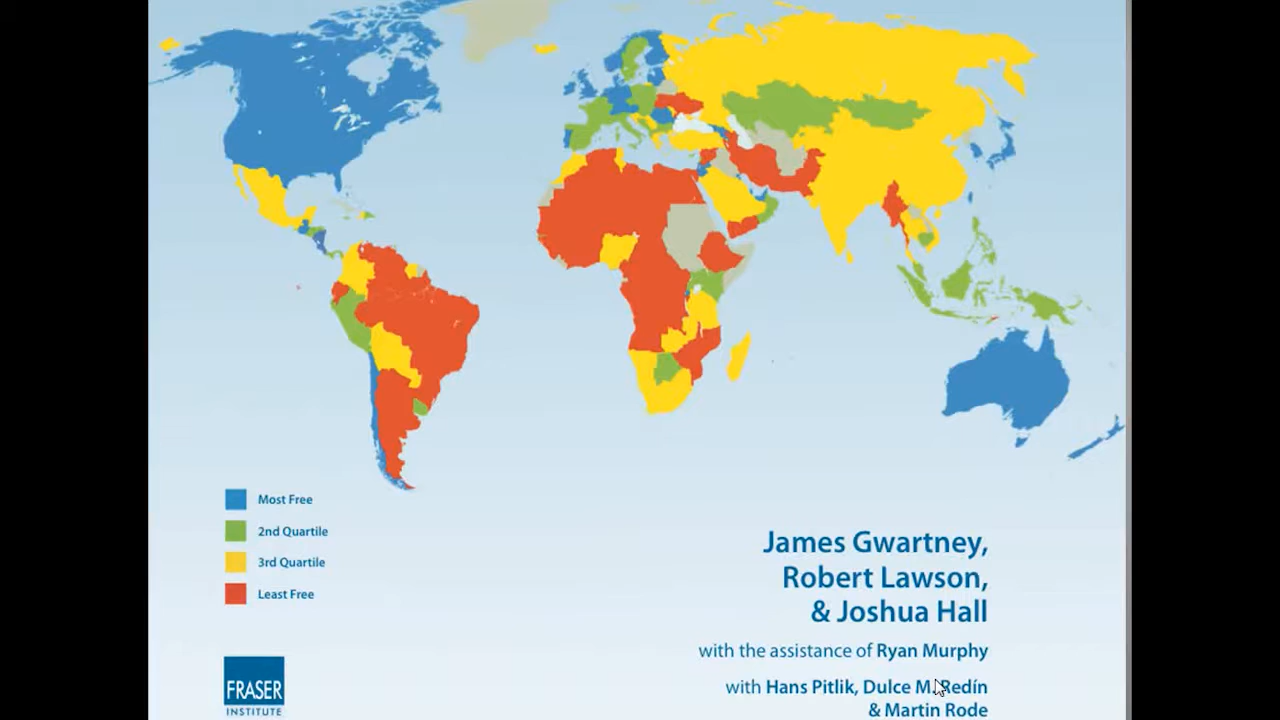 Most Free
2nd Quartile
3rd Quartile
Least Free
James Gwartney,
Robert Lawson,
& Joshua Hall
with the assistance of Ryan Murphy
with Hans Pitlik, Dulce M. Redín
& Martin Rode
FRASER
INSTITUTE